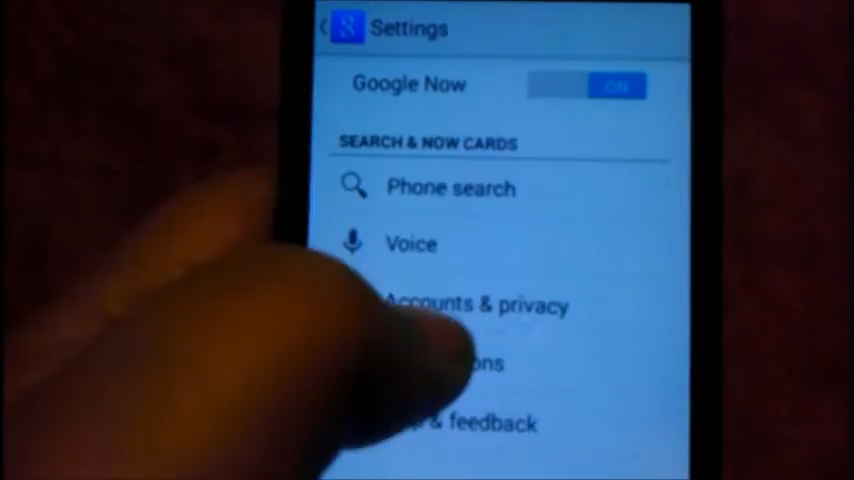 Settings
Google Now ON
SEARCH & NOW CARDS
Phone search
Voice
Accounts & privacy
& feedback